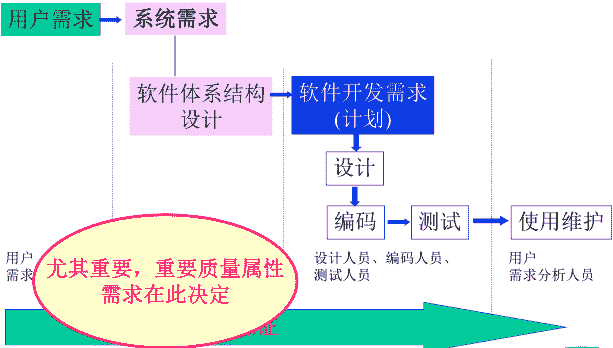 用户需求
系统需求
软件体系结构
设计
软件开发需求
(计划)
设计
编码
测试
使用维护
用户
需求
尤其重要，重要质量属性
需求在此决定
设计人员、编码人员、
测试人员
用户
需求分析人员